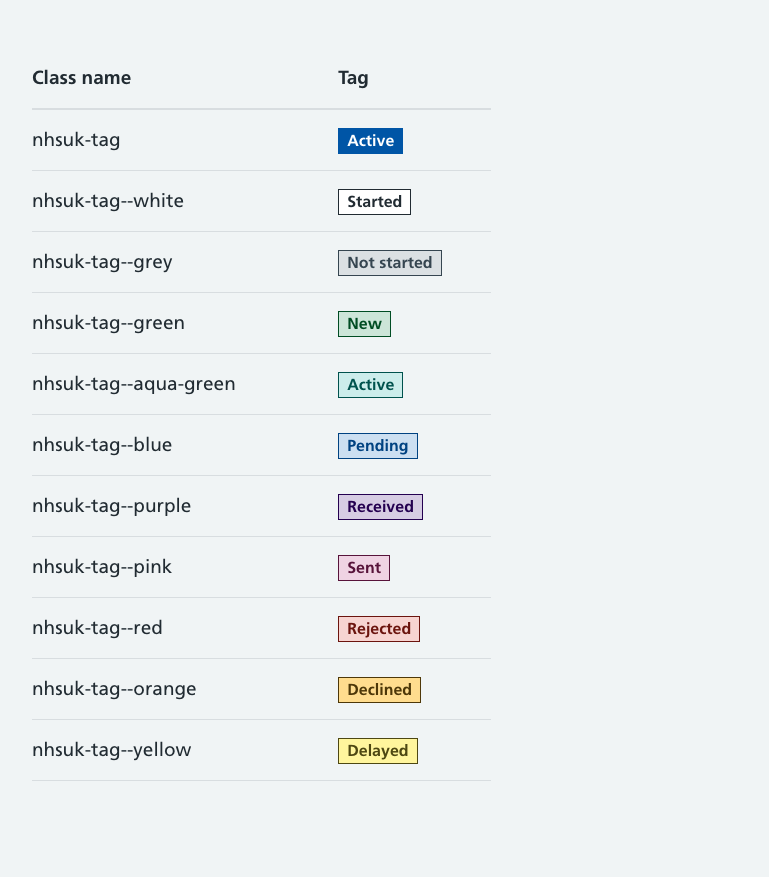 Class name Tag
nhsuk-tag Active
nhsuk-tag--white Started
nhsuk-tag--grey Not started
nhsuk-tag--green New
nhsuk-tag--aqua-green Active
nhsuk-tag--blue Pending
nhsuk-tag--purple Received
nhsuk-tag--pink Sent
nhsuk-tag--red Rejected
nhsuk-tag--orange Declined
nhsuk-tag--yellow Delayed